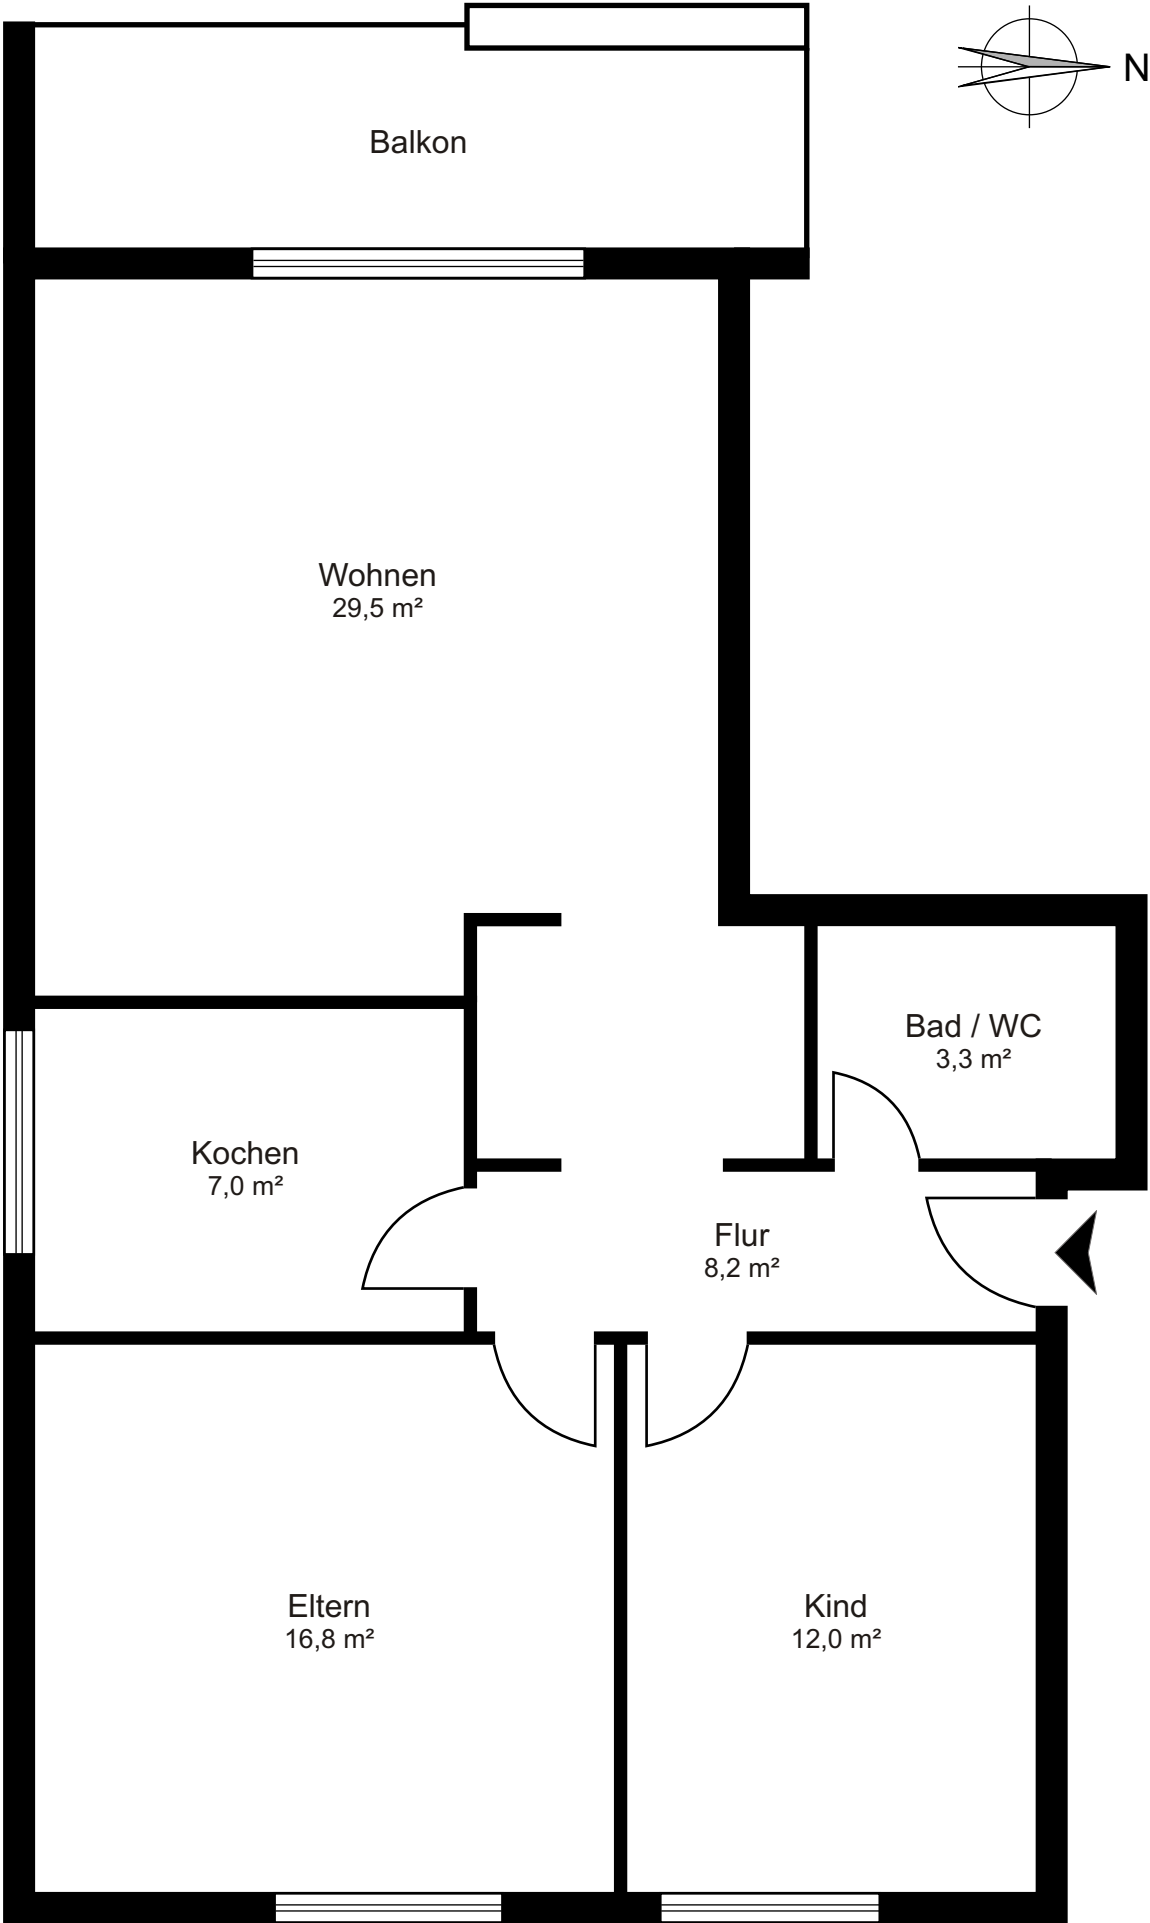 N
Balkon
Wohnen
29,5 m²
Bad / WC
3,3 m²
Kochen
7,0 m²
Flur
8,2 m²
Eltern
16,8 m²
Kind
12,0 m²